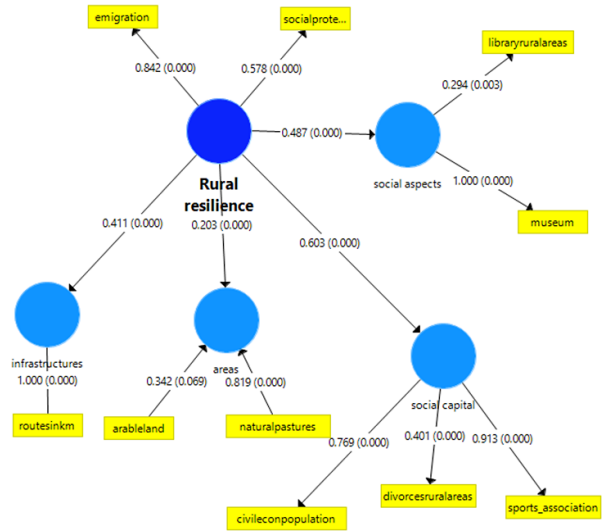 emigration
socialprote...
libraryruralareas
0.842 (0.000)
0.578 (0.000)
0.294 (0.003)
0.487 (0.000)
Rural
resilience
social aspects
1.000 (0.000)
museum
0.411 (0.000)
0.203 (0.000)
0.603 (0.000)
infrastructures
areas
1.000 (0.000)
0.342 (0.069)
0.819 (0.000)
social capital
routesinkm
arableland
naturalpastures
0.769 (0.000)
0.401 (0.000)
0.913 (0.000)
civileconpopulation
divorcesruralareas
sports_association